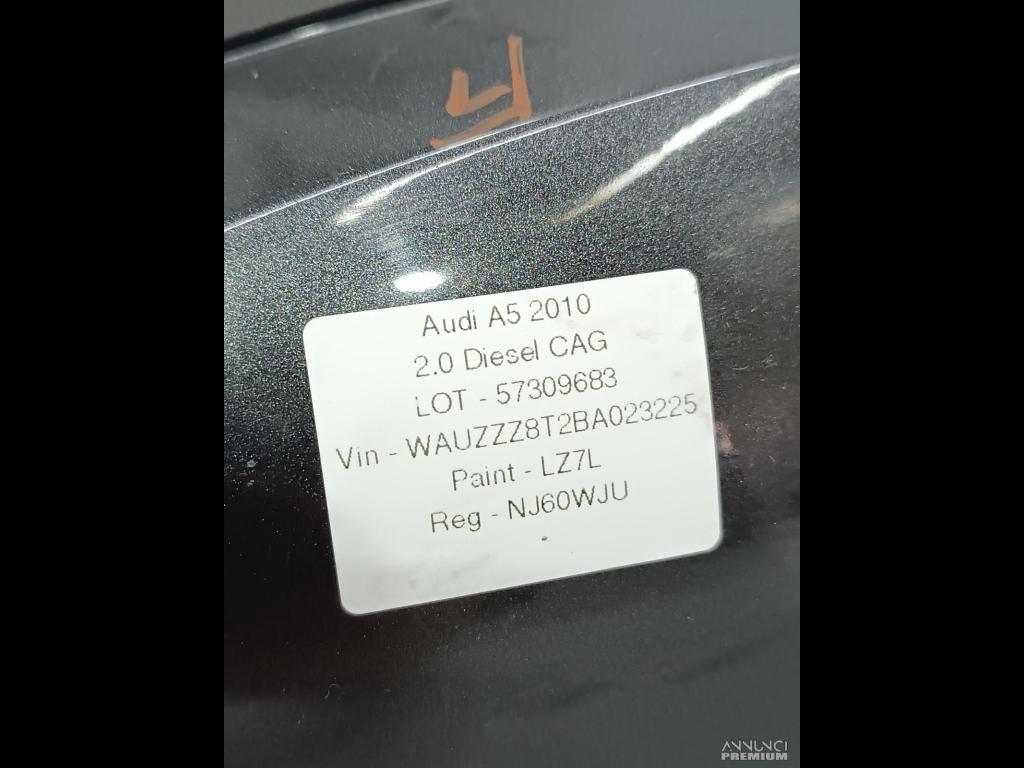 Audi A5 2010
2.0 Diesel CAG
LOT - 57309683
Vin - WAUZZZ8T2BA023225
Paint - LZ7L
Reg - NJ60WJU
ANNUNCI
PREMIUM